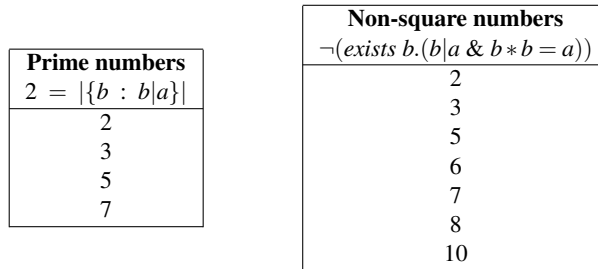 Prime numbers
2 = |{b : b|a}|
2
3
5
7
Non-square numbers
¬(exists b.(b|a & b∗b = a))
2
3
5
6
7
8
10